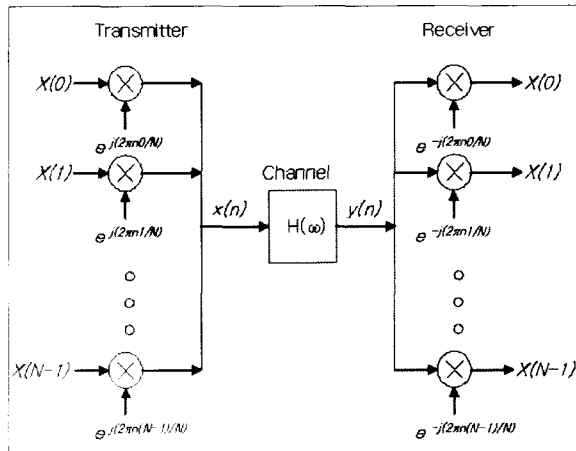 Transmitter
Receiver
X(0)
X(0)
e j(2πn0/N)
e -j(2πn0/N)
X(1)
X(1)
Channel
x(n)
H(ω)
y(n)
e j(2πn1/N)
e -j(2πn1/N)
X(N-1)
X(N-1)
e j(2πn(N-1)/N)
e -j(2πn(N-1)/N)